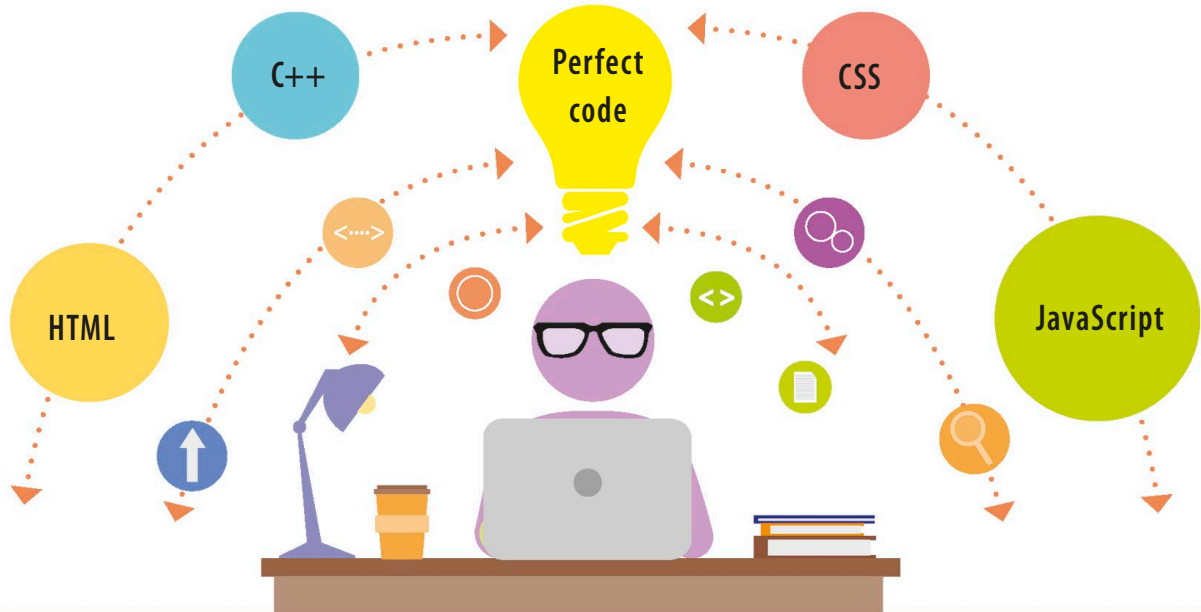 C++
Perfect
code
CSS
<....>
<>
HTML
JavaScript